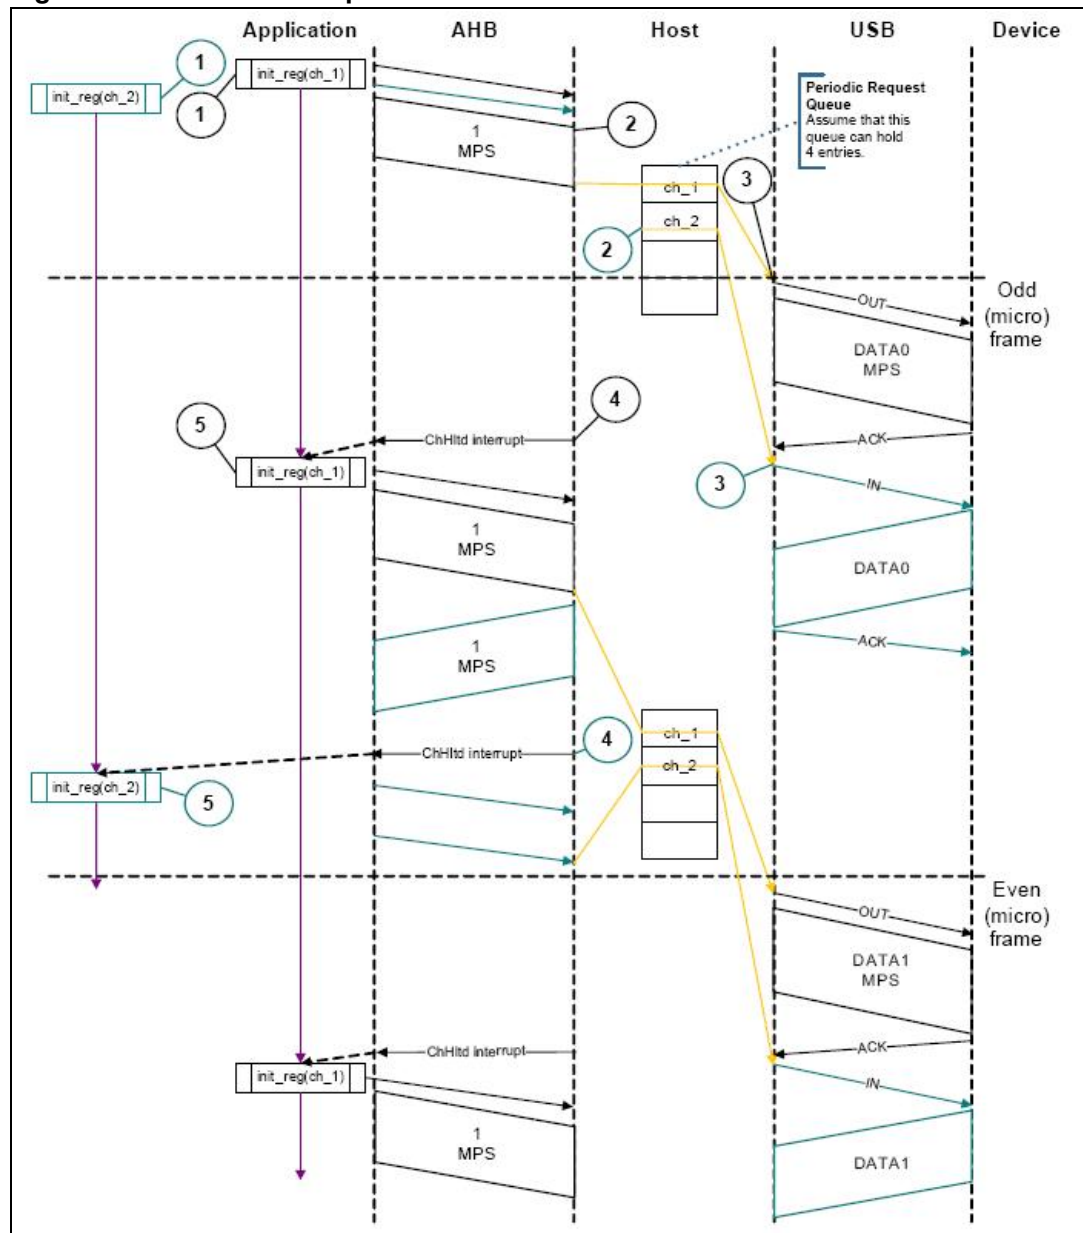 Application
AHB
Host
USB
Device
1
init_reg(ch_1)
init_reg(ch_2)
1
Periodic Request
Queue
Assume that this
queue can hold
4 entries.
1
MPS
2
3
ch_1
ch_2
2
Odd
(micro)
frame
OUT
DATA0
MPS
4
5
ChHltd interrupt
ACK
init_reg(ch_1)
3
IN
1
MPS
DATA0
ACK
1
MPS
4
ch_1
ChHltd interrupt
ch_2
init_reg(ch_2)
5
Even
(micro)
frame
OUT
DATA1
MPS
ChHltd interrupt
ACK
init_reg(ch_1)
IN
1
MPS
DATA1